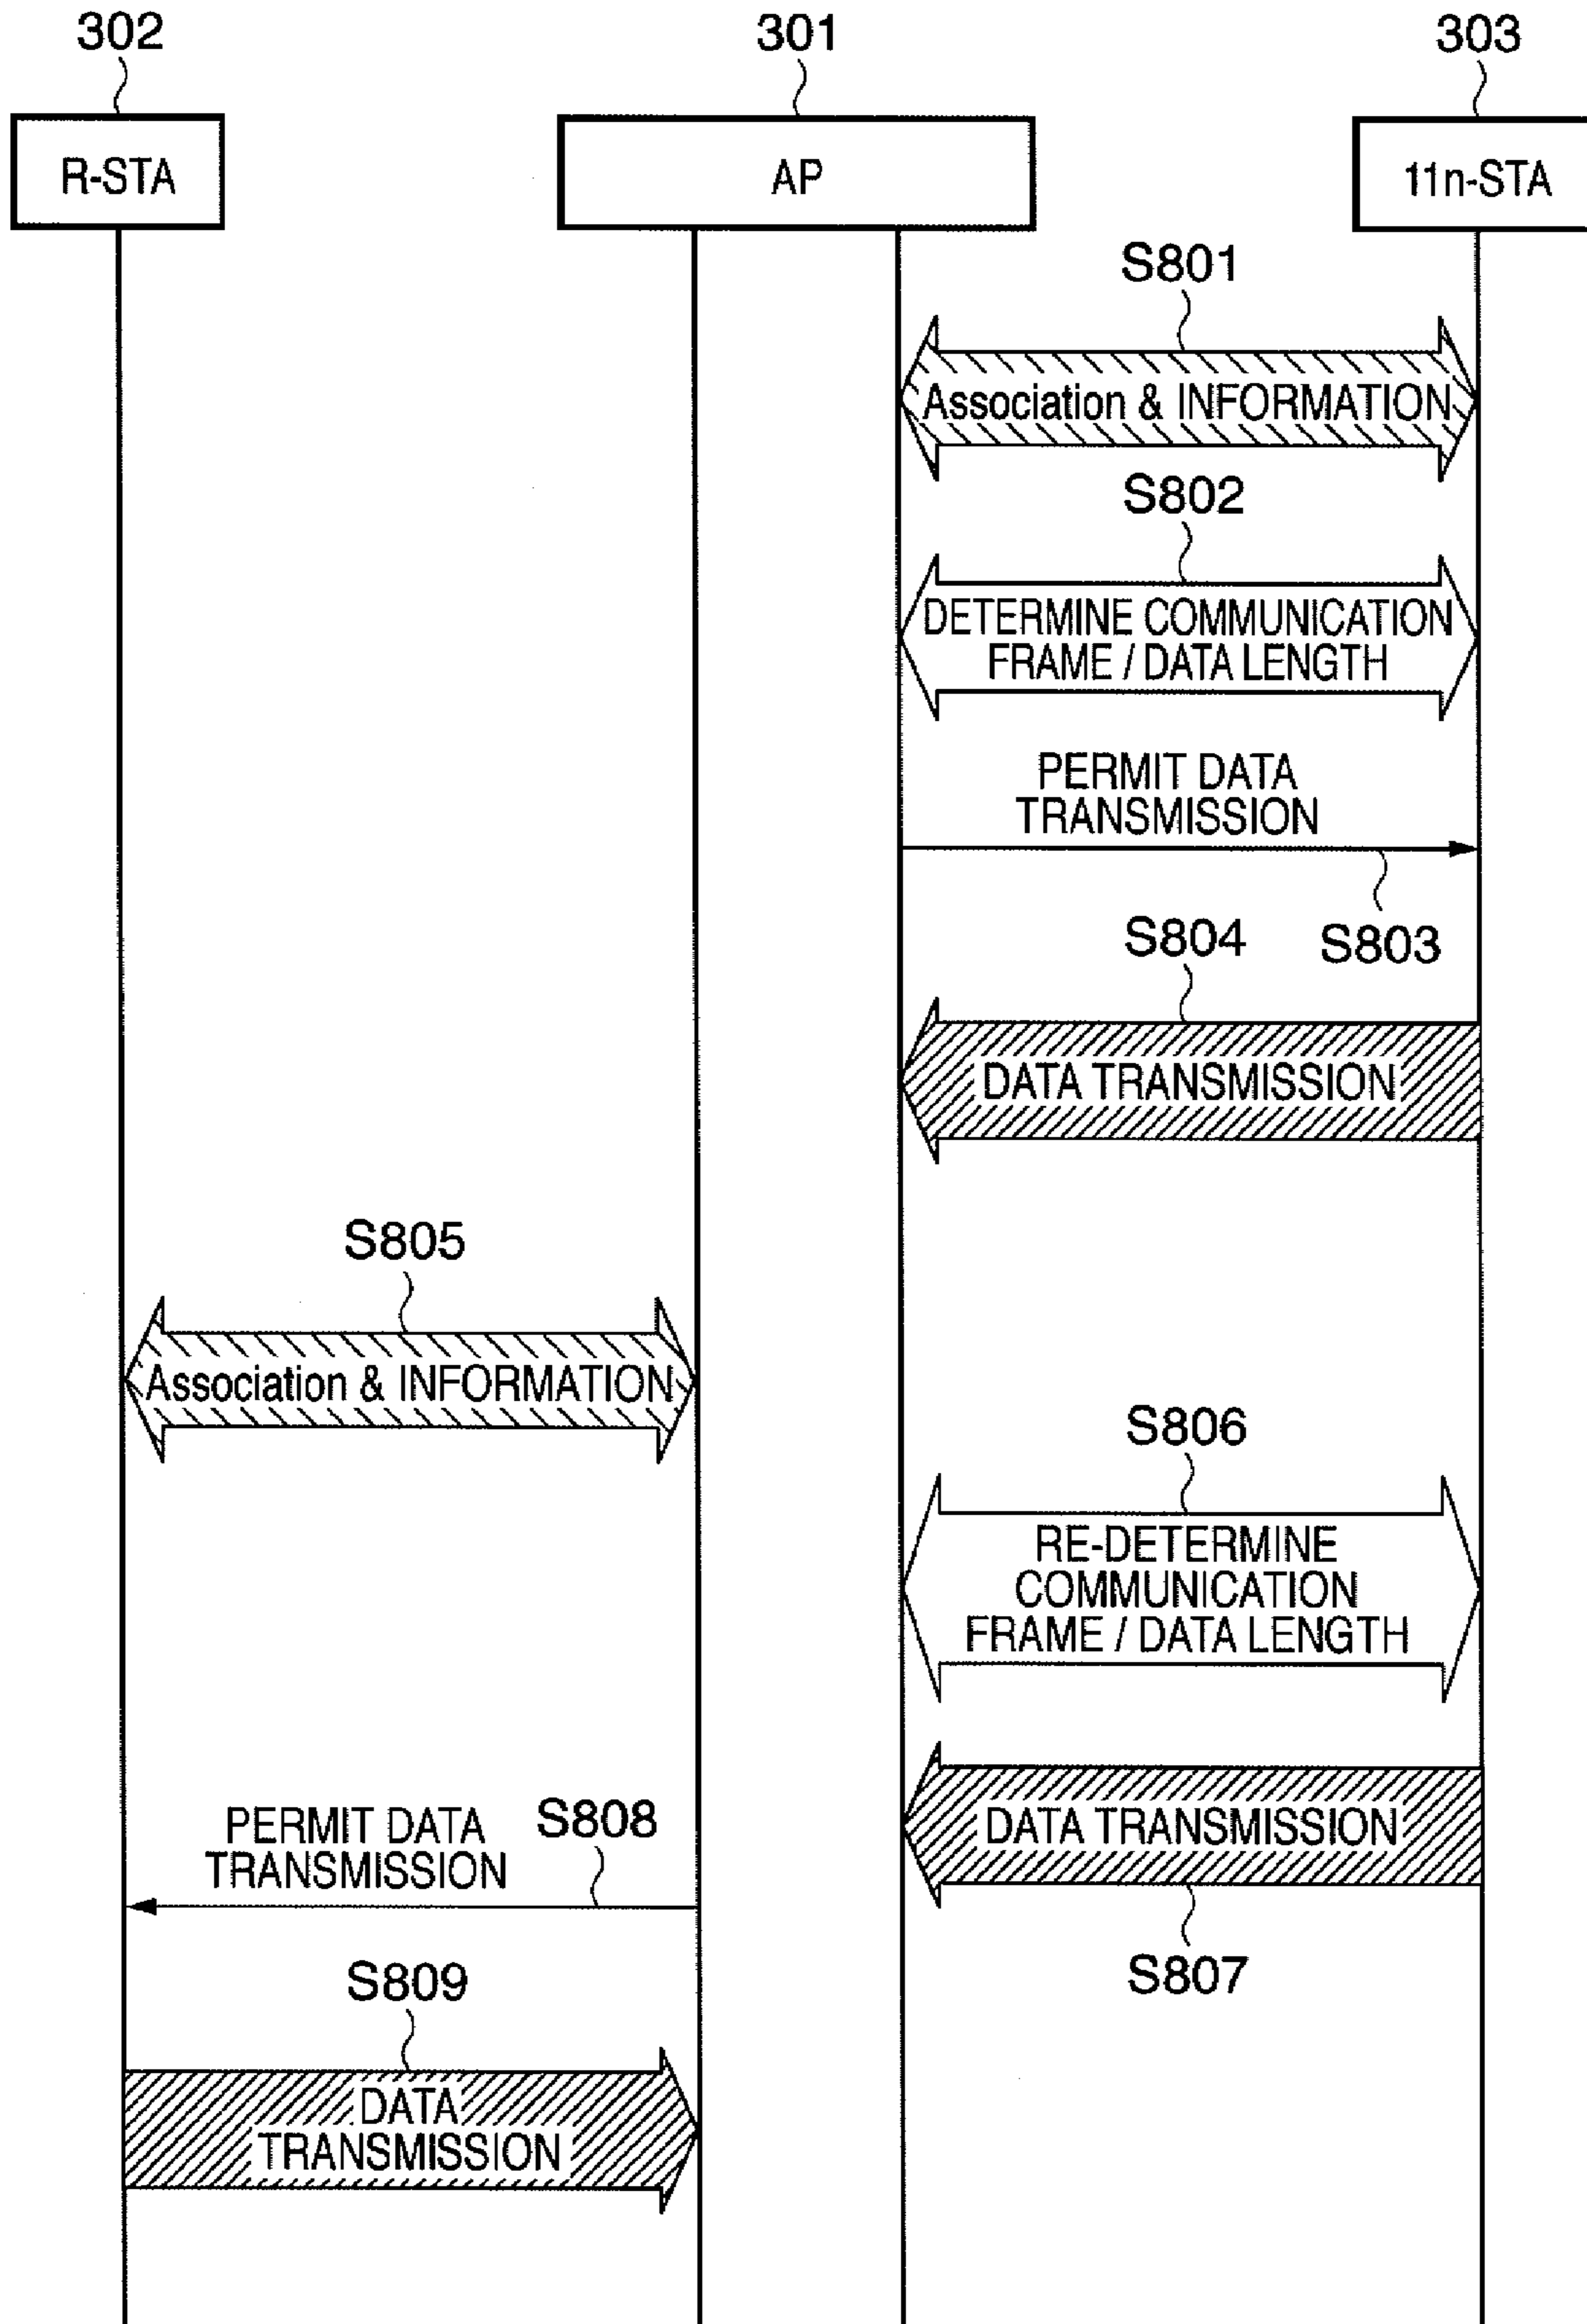 302
301
303
R-STA
AP
11n-STA
S801
Association & INFORMATION
S802
DETERMINE COMMUNICATION
FRAME / DATA LENGTH
PERMIT DATA
TRANSMISSION
S803
S804
DATA TRANSMISSION
S805
Association & INFORMATION
S806
RE-DETERMINE
COMMUNICATION
FRAME / DATA LENGTH
DATA TRANSMISSION
S807
PERMIT DATA
TRANSMISSION
S808
S809
DATA
TRANSMISSION